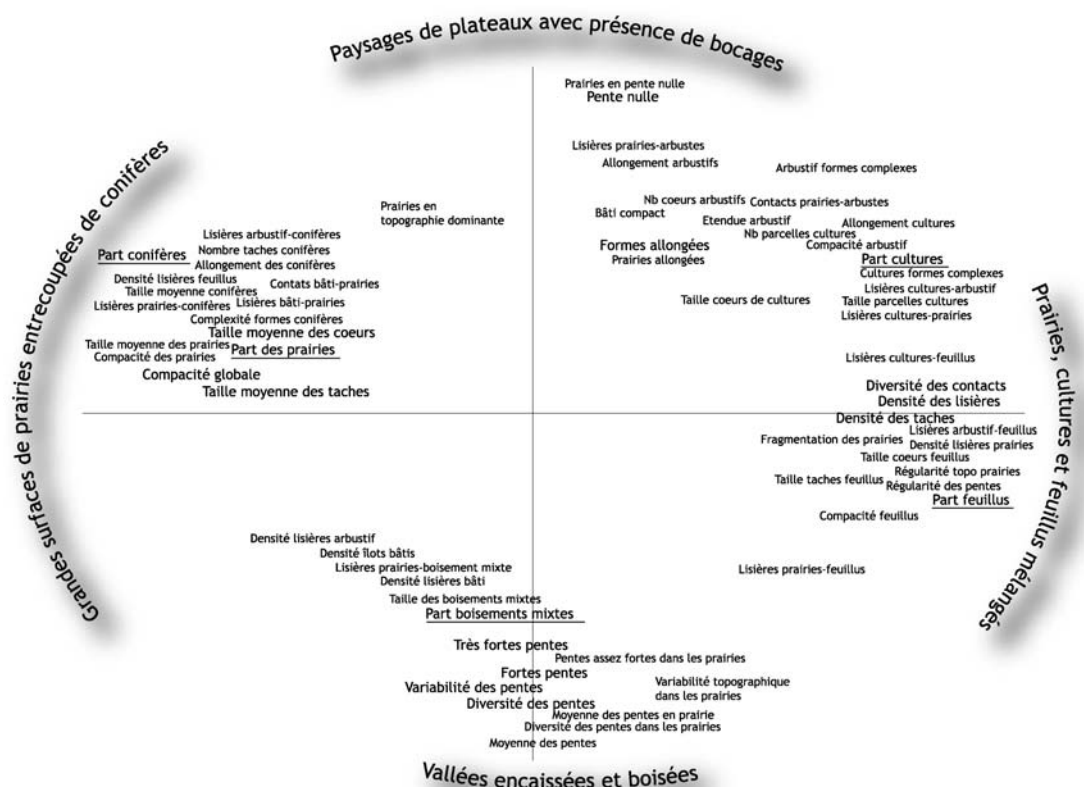 Paysages de plateaux avec présence de bocages
Prairies en pente nulle
Pente nulle
Lisières prairies-arbustes
Allongement arbustifs
Arbustif formes complexes
Nb coeurs arbustifs
Contacts prairies-arbustes
Bâti compact
Etendue arbustif
Allongement cultures
Nb parcelles cultures
Formes allongées
Compacité arbustif
Prairies allongées
Part cultures
Cultures formes complexes
Lisières cultures-arbustif
Taille coeurs de cultures
Taille parcelles cultures
Lisières cultures-prairies
Lisières cultures-feuillus
Grandes surfaces de prairies entrecoupées de conifères
Prairies en
topographie dominante
Lisières arbustif-conifères
Part conifères
Nombre taches conifères
Allongement des conifères
Densité lisières feuillus
Contats bâti-prairies
Taille moyenne conifères
Lisières prairies-conifères
Lisières bâti-prairies
Complexité formes conifères
Taille moyenne des coeurs
Taille moyenne des prairies
Part des prairies
Compacité des prairies
Compacité globale
Taille moyenne des taches
Prairies, cultures et feuillus mélangés
Diversité des contacts
Densité des lisières
Densité des taches
Lisières arbustif-feuillus
Fragmentation des prairies
Densité lisières prairies
Taille coeurs feuillus
Régularité topo prairies
Taille taches feuillus
Régularité des pentes
Part feuillus
Compacité feuillus
Lisières prairies-feuillus
Densité lisières arbustif
Densité îlots bâtis
Lisières prairies-boisement mixte
Densité lisières bâti
Taille des boisements mixtes
Part boisements mixtes
Très fortes pentes
Pentes assez fortes dans les prairies
Fortes pentes
Variabilité topographique
dans les prairies
Variabilité des pentes
Diversité des pentes
Moyenne des pentes en prairie
Diversité des pentes dans les prairies
Moyenne des pentes
Vallées encaissées et boisées